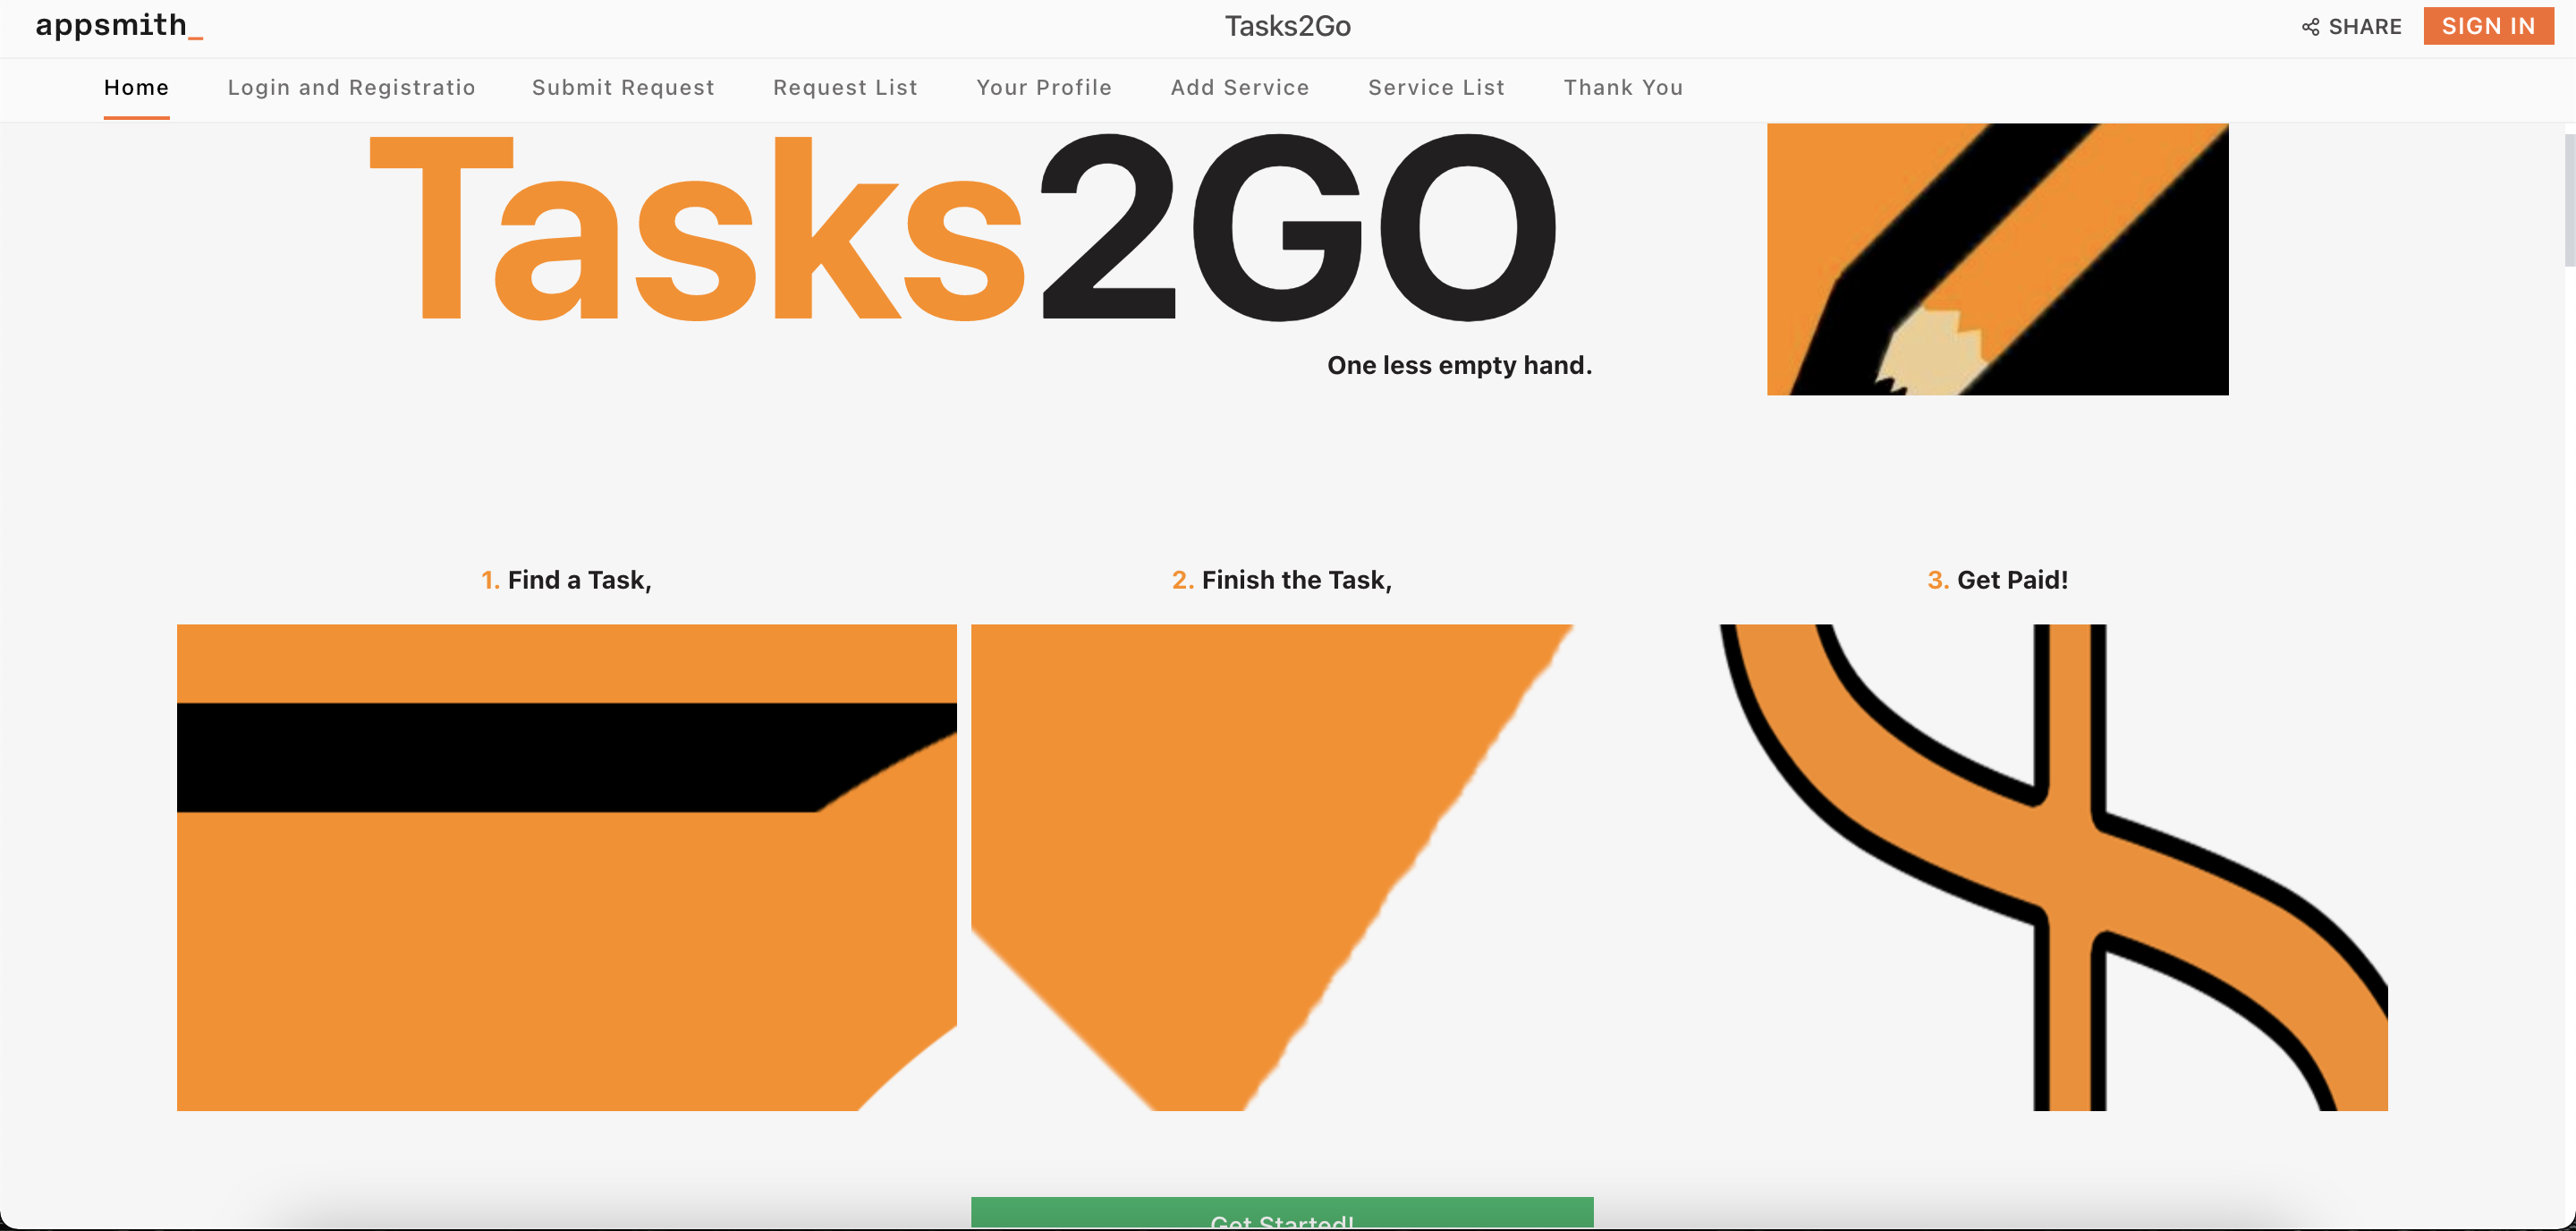 appsmith_
Tasks2Go
SHARE
SIGN IN
Home
Login and Registratio
Submit Request
Request List
Your Profile
Add Service
Service List
Thank You
Tasks2GO
One less empty hand.
1. Find a Task,
2. Finish the Task,
3. Get Paid!
Get Started!